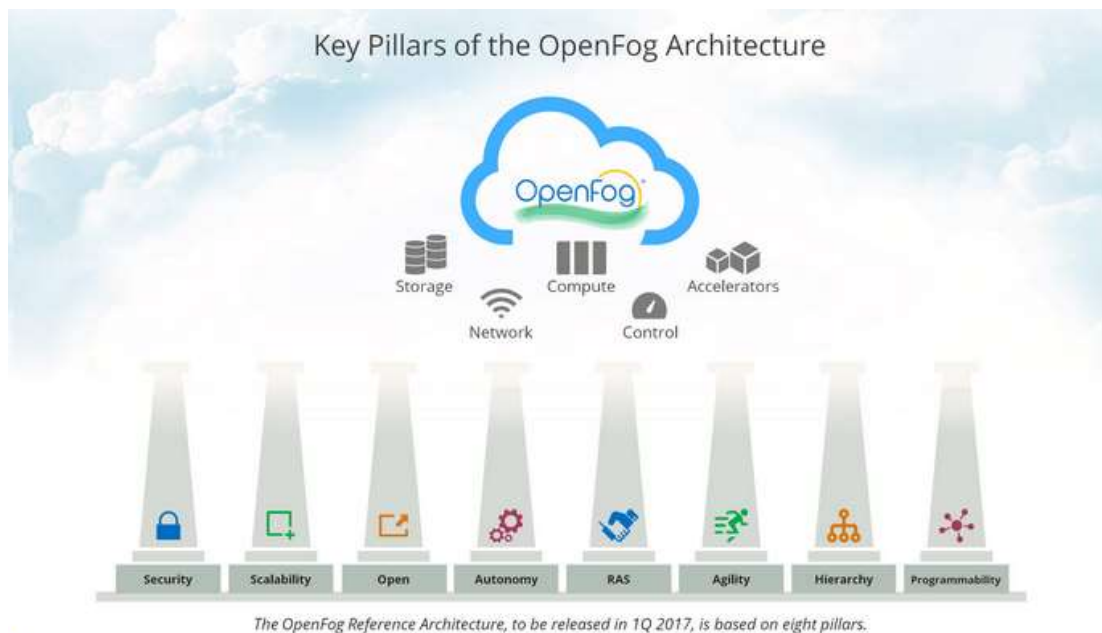 Key Pillars of the OpenFog Architecture
OpenFog
Storage
Compute
Accelerators
Network
Control
Security
Scalability
Open
Autonomy
RAS
Agility
Hierarchy
Programmability
The OpenFog Reference Architecture, to be released in 1Q 2017, is based on eight pillars.